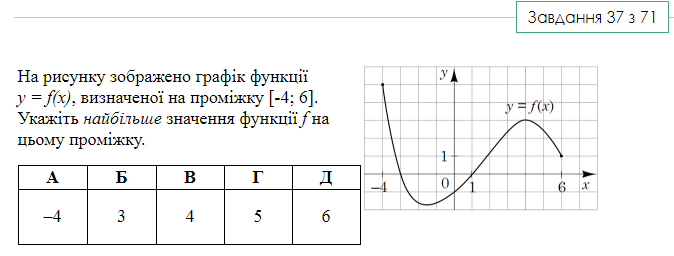 Завдання 37 з 71
На рисунку зображено графік функції
y = f(x), визначеної на проміжку [-4; 6].
Укажіть найбільше значення функції f на
цьому проміжку.
А Б В Г Д
–4 3 4 5 6
y
y = f(x)
1
–4 0 1 6 x